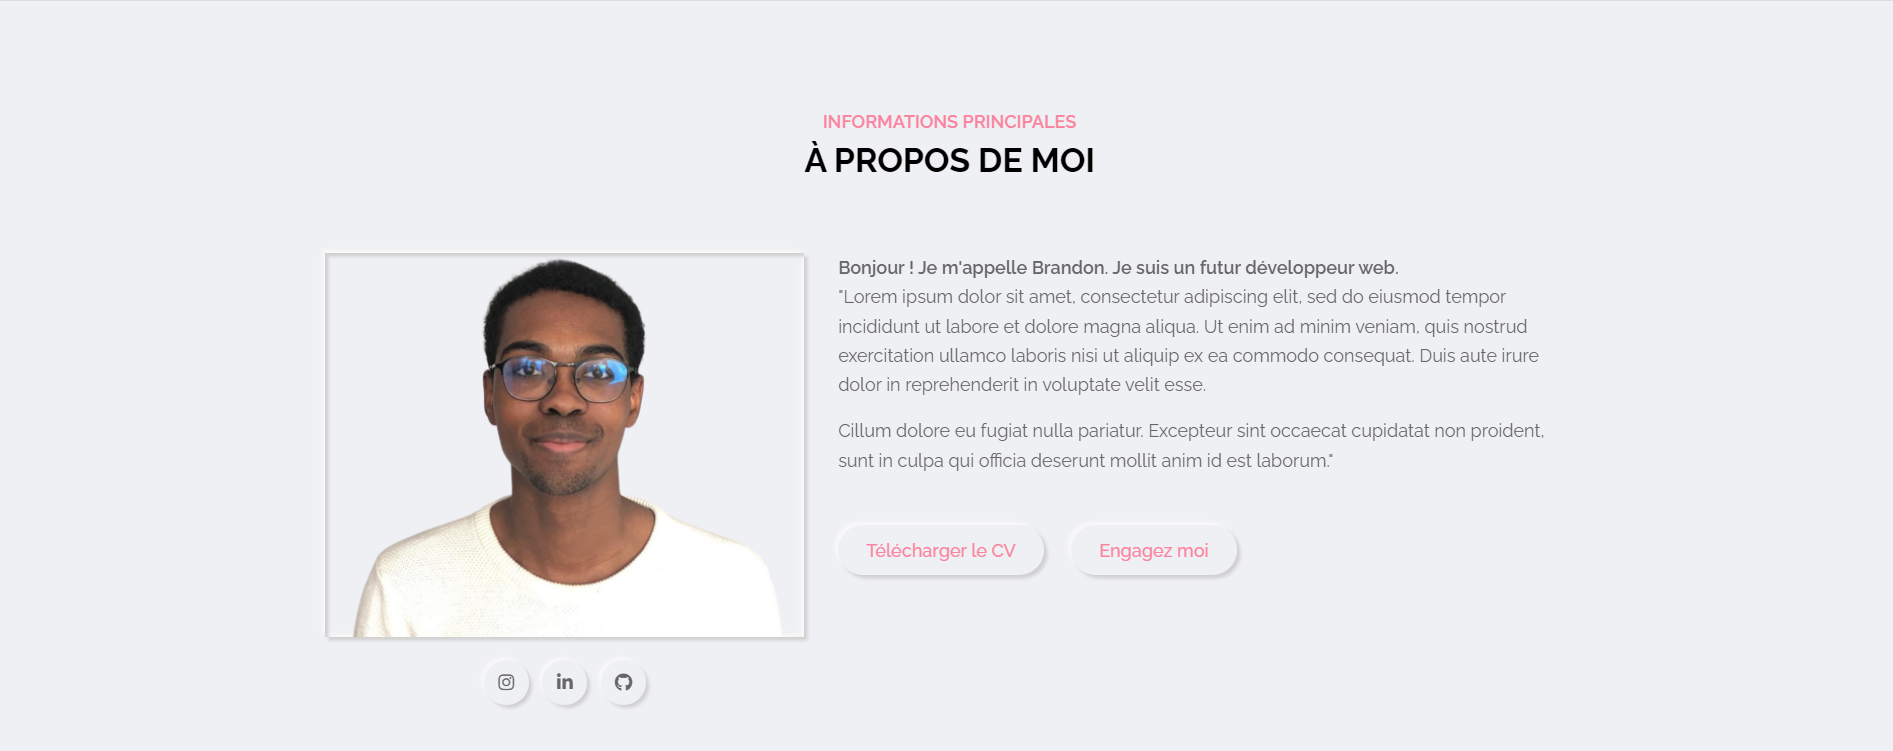 INFORMATIONS PRINCIPALES
À PROPOS DE MOI
Bonjour ! Je m'appelle Brandon. Je suis un futur développeur web.
"Lorem ipsum dolor sit amet, consectetur adipiscing elit, sed do eiusmod tempor
incididunt ut labore et dolore magna aliqua. Ut enim ad minim veniam, quis nostrud
exercitation ullamco laboris nisi ut aliquip ex ea commodo consequat. Duis aute irure
dolor in reprehenderit in voluptate velit esse.
Cillum dolore eu fugiat nulla pariatur. Excepteur sint occaecat cupidatat non proident,
sunt in culpa qui officia deserunt mollit anim id est laborum."
Télécharger le CV
Engagez moi